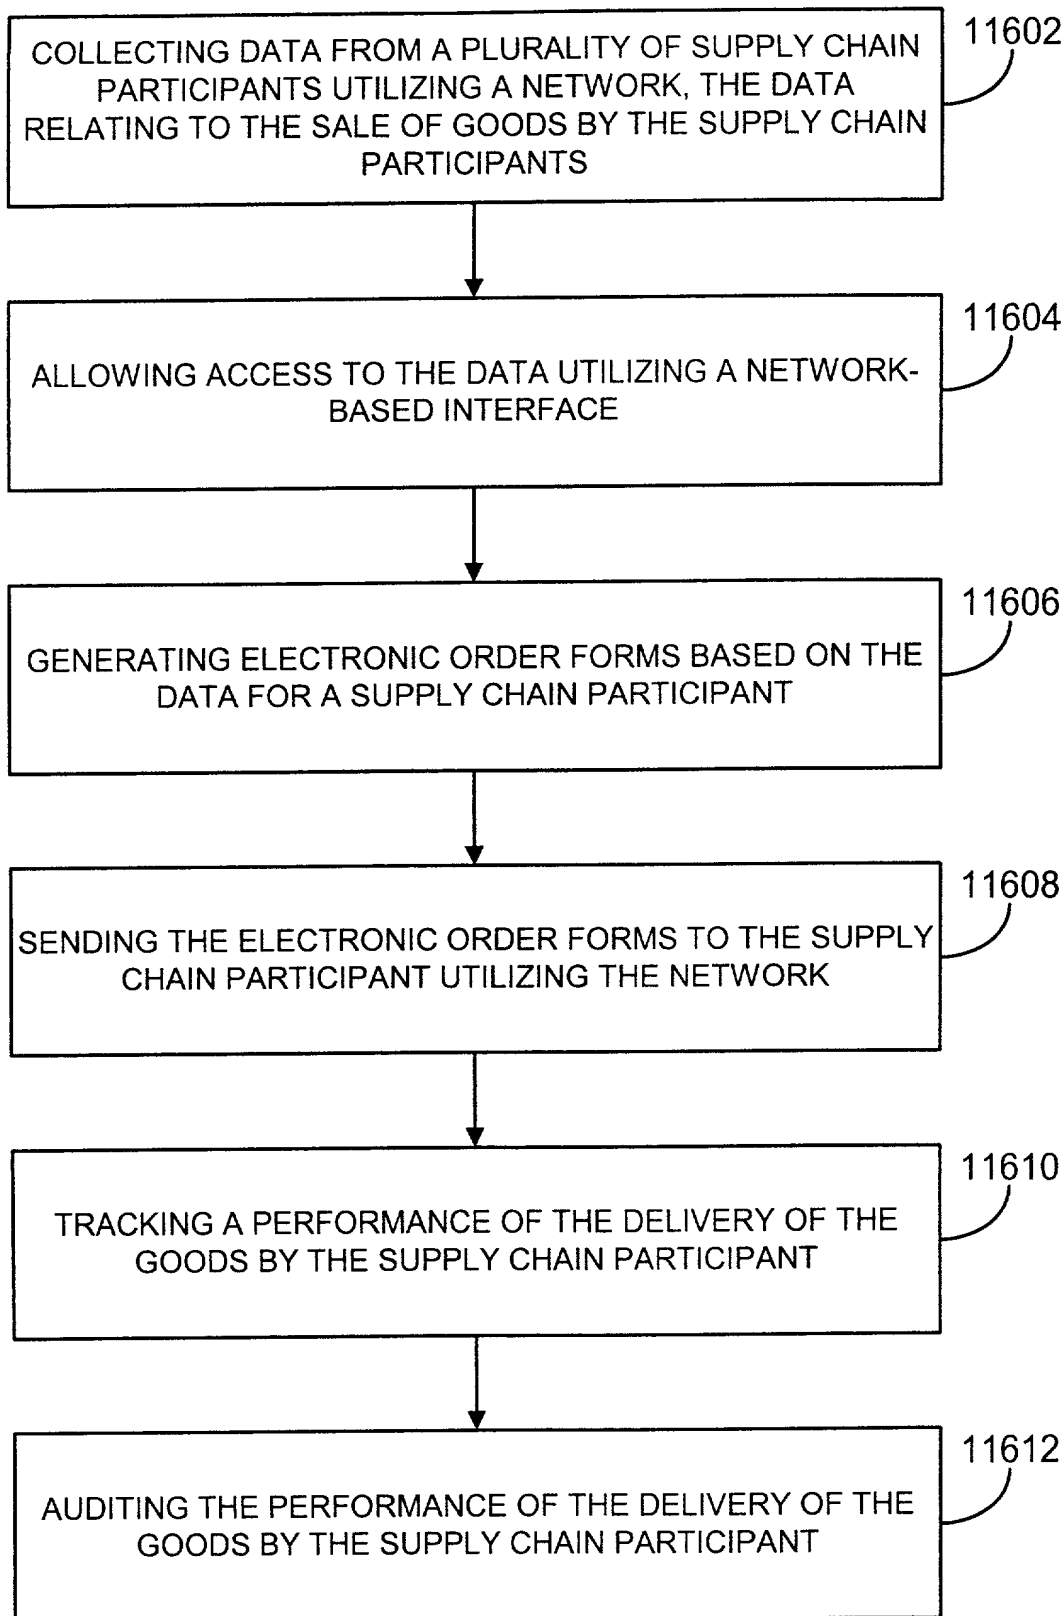 COLLECTING DATA FROM A PLURALITY OF SUPPLY CHAIN
PARTICIPANTS UTILIZING A NETWORK, THE DATA
RELATING TO THE SALE OF GOODS BY THE SUPPLY CHAIN
PARTICIPANTS
11602
ALLOWING ACCESS TO THE DATA UTILIZING A NETWORK-
BASED INTERFACE
11604
GENERATING ELECTRONIC ORDER FORMS BASED ON THE
DATA FOR A SUPPLY CHAIN PARTICIPANT
11606
SENDING THE ELECTRONIC ORDER FORMS TO THE SUPPLY
CHAIN PARTICIPANT UTILIZING THE NETWORK
11608
TRACKING A PERFORMANCE OF THE DELIVERY OF THE
GOODS BY THE SUPPLY CHAIN PARTICIPANT
11610
AUDITING THE PERFORMANCE OF THE DELIVERY OF THE
GOODS BY THE SUPPLY CHAIN PARTICIPANT
11612